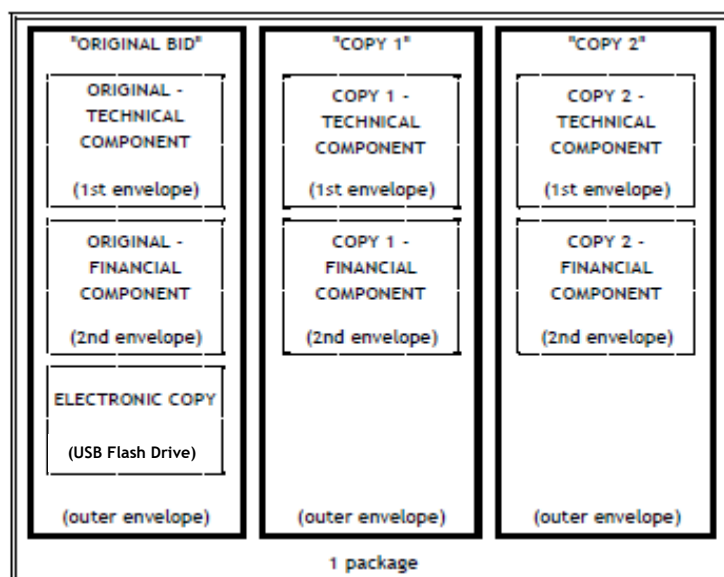 "ORIGINAL BID"
ORIGINAL -
TECHNICAL
COMPONENT
(1st envelope)
ORIGINAL -
FINANCIAL
COMPONENT
(2nd envelope)
ELECTRONIC COPY
(USB Flash Drive)
(outer envelope)
"COPY 1"
COPY 1 -
TECHNICAL
COMPONENT
(1st envelope)
COPY 1 -
FINANCIAL
COMPONENT
(2nd envelope)
(outer envelope)
"COPY 2"
COPY 2 -
TECHNICAL
COMPONENT
(1st envelope)
COPY 2 -
FINANCIAL
COMPONENT
(2nd envelope)
(outer envelope)
1 package